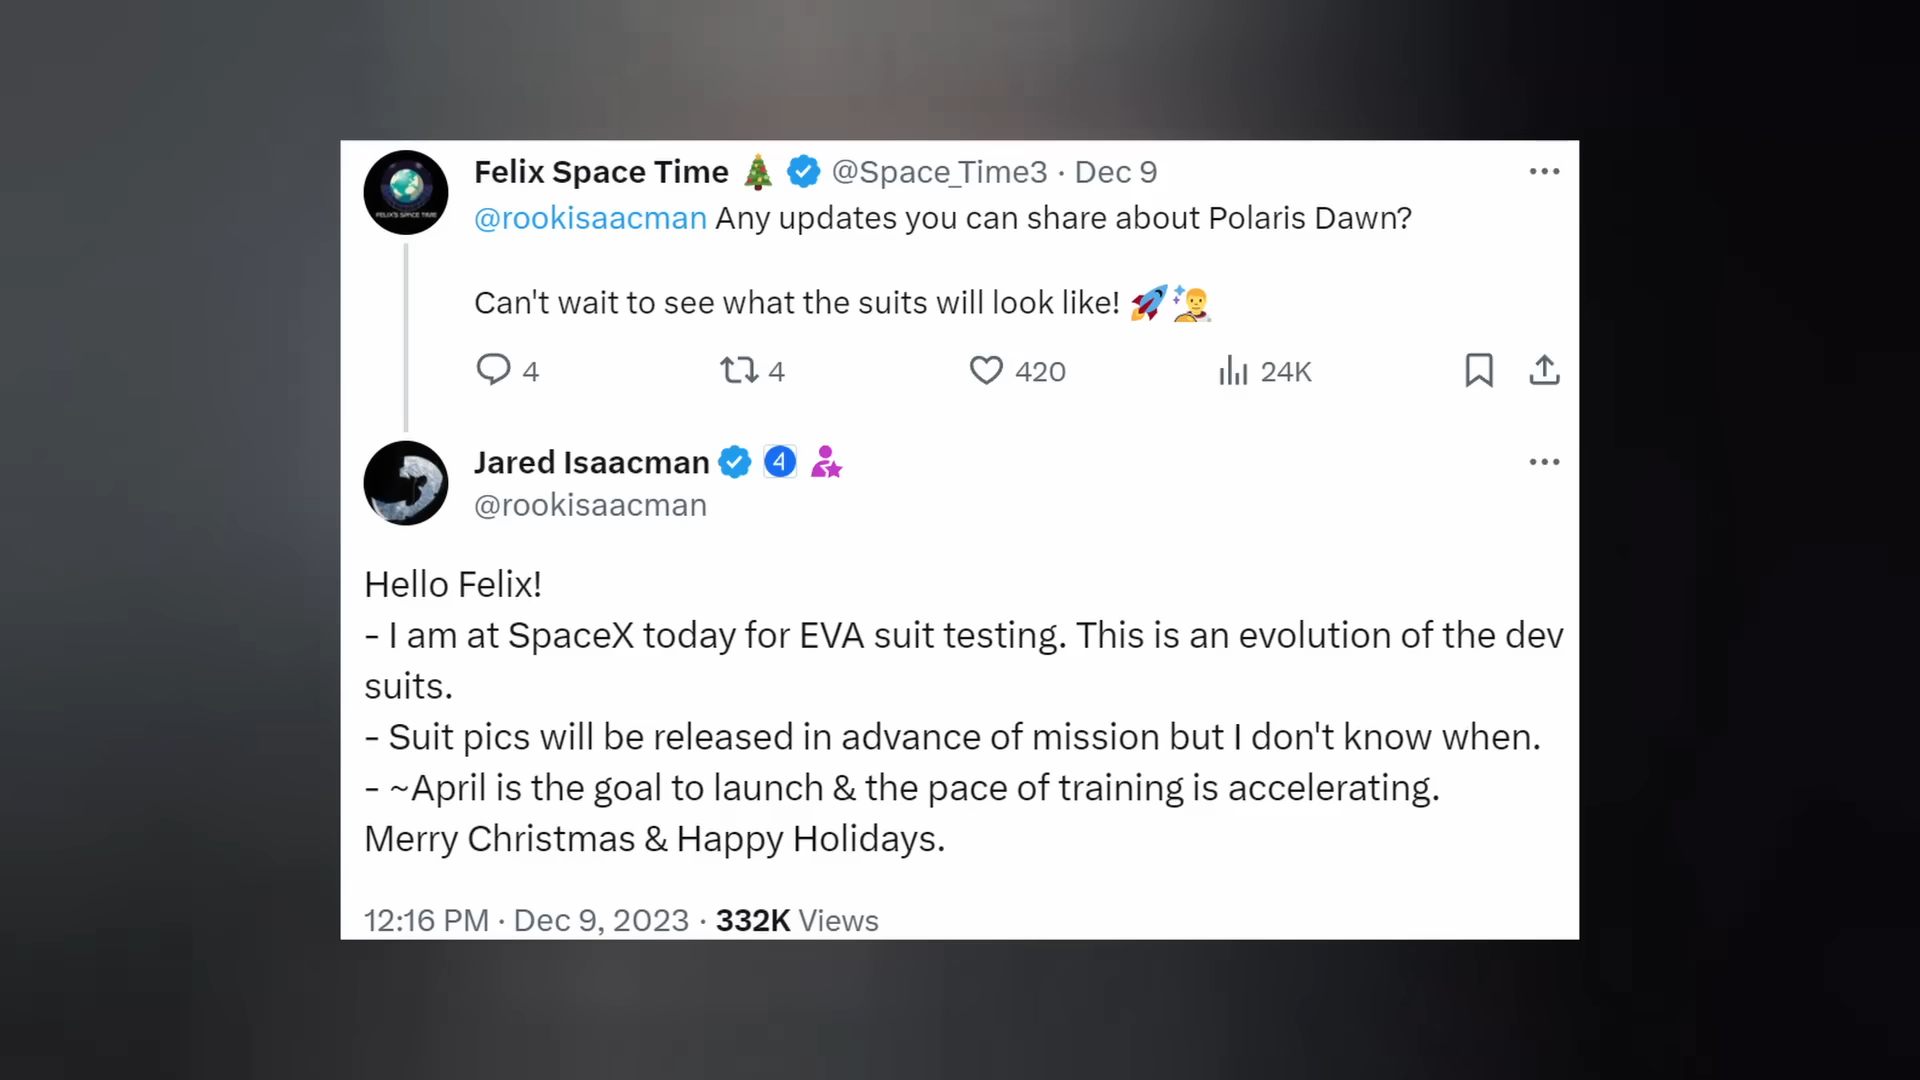 Felix Space Time 🎄 @Space_Time3 · Dec 9
@rookisaacman Any updates you can share about Polaris Dawn?
Can't wait to see what the suits will look like! 🚀🧑‍🚀
4 4 420 24K
FELIX'S SPACE TIME
Jared Isaacman 4
@rookisaacman
Hello Felix!
- I am at SpaceX today for EVA suit testing. This is an evolution of the dev
suits.
- Suit pics will be released in advance of mission but I don't know when.
- ~April is the goal to launch & the pace of training is accelerating.
Merry Christmas & Happy Holidays.
12:16 PM · Dec 9, 2023 · 332K Views